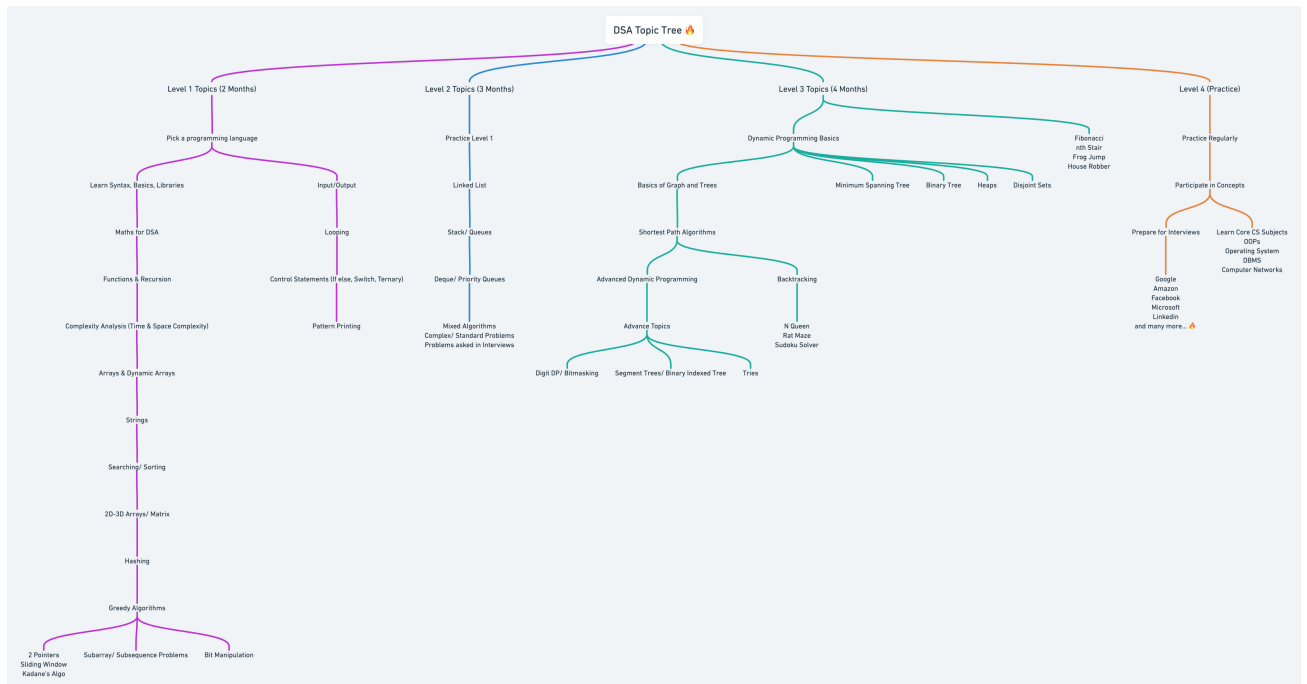 DSA Topic Tree 🔥
Level 1 Topics (2 Months)
Level 2 Topics (3 Months)
Level 3 Topics (4 Months)
Level 4 (Practice)
Pick a programming language
Practice Level 1
Dynamic Programming Basics
Fibonacci
nth Stair
Frog Jump
House Robber
Practice Regularly
Learn Syntax, Basics, Libraries
Input/Output
Linked List
Basics of Graph and Trees
Minimum Spanning Tree
Binary Tree
Heaps
Disjoint Sets
Participate in Concepts
Maths for DSA
Looping
Stack/ Queues
Shortest Path Algorithms
Prepare for Interviews
Learn Core CS Subjects
OOPs
Operating System
DBMS
Computer Networks
Functions & Recursion
Control Statements (If else, Switch, Ternary)
Deque/ Priority Queues
Advanced Dynamic Programming
Backtracking
Google
Amazon
Facebook
Microsoft
Linkedin
and many more... 🔥
Complexity Analysis (Time & Space Complexity)
Pattern Printing
Mixed Algorithms
Complex/ Standard Problems
Problems asked in Interviews
Advance Topics
N Queen
Rat Maze
Sudoku Solver
Arrays & Dynamic Arrays
Digit DP/ Bitmasking
Segment Trees/ Binary Indexed Tree
Tries
Strings
Searching/ Sorting
2D-3D Arrays/ Matrix
Hashing
Greedy Algorithms
2 Pointers
Sliding Window
Kadane's Algo
Subarray/ Subsequence Problems
Bit Manipulation